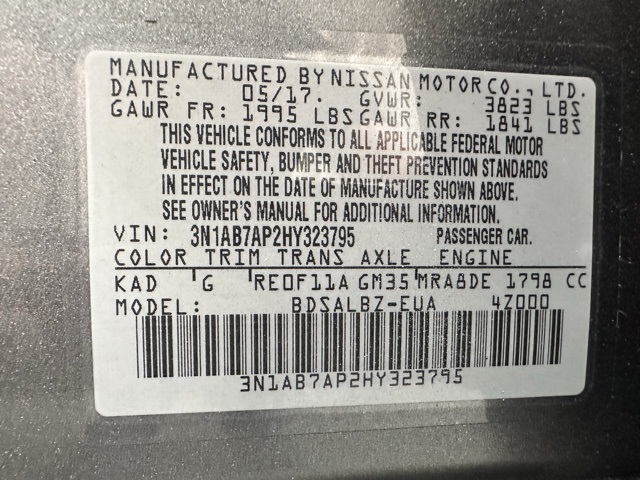 MANUFACTURED BY NISSAN MOTOR CO., LTD.
DATE: 05/17. GVWR: 3823 LBS
GAWR FR: 1995 LBS GAWR RR: 1841 LBS
THIS VEHICLE CONFORMS TO ALL APPLICABLE FEDERAL MOTOR
VEHICLE SAFETY, BUMPER AND THEFT PREVENTION STANDARDS
IN EFFECT ON THE DATE OF MANUFACTURE SHOWN ABOVE.
SEE OWNER'S MANUAL FOR ADDITIONAL INFORMATION.
VIN: 3N1AB7AP2HY323795 PASSENGER CAR.
COLOR TRIM TRANS AXLE ENGINE
KAD G RE0F11A GM35 MRA8DE 1798 CC
MODEL: BDSALBZ-EUA 4Z000
3N1AB7AP2HY323795